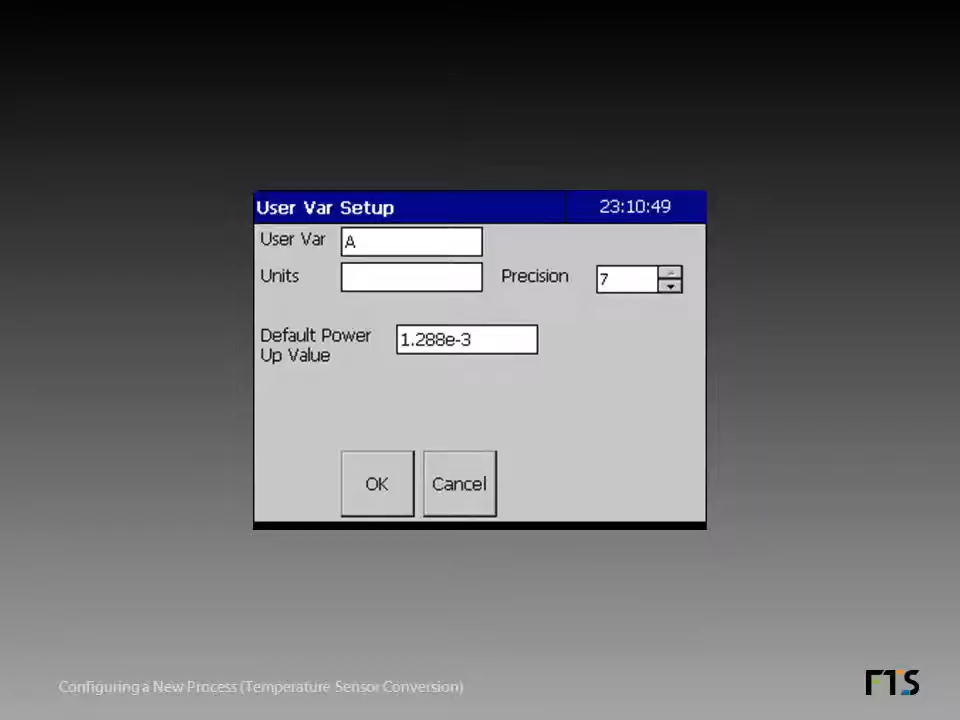 User Var Setup 23:10:49
User Var A
Units Precision 7
Default Power Up Value 1.288e-3
OK Cancel
Configuring a New Process (Temperature Sensor Conversion) FTS